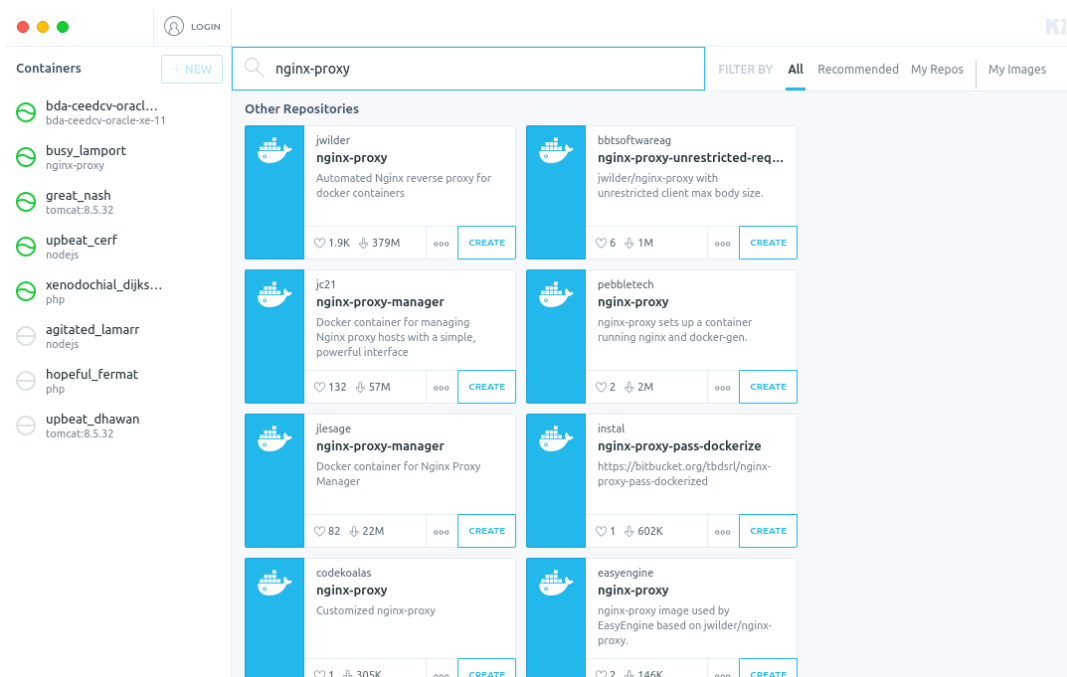 LOGIN
Containers
+ NEW
bda-ceedcv-oracl...
bda-ceedcv-oracle-xe-11
busy_lamport
nginx-proxy
great_nash
tomcat:8.5.32
upbeat_cerf
nodejs
xenodochial_dijks...
php
agitated_lamarr
nodejs
hopeful_fermat
php
upbeat_dhawan
tomcat:8.5.32
nginx-proxy
FILTER BY All Recommended My Repos My Images
Other Repositories
jwilder
nginx-proxy
Automated Nginx reverse proxy for
docker containers
1.9K 379M CREATE
bbtsoftwareag
nginx-proxy-unrestricted-req...
jwilder/nginx-proxy with
unrestricted client max body size.
6 1M CREATE
jc21
nginx-proxy-manager
Docker container for managing
Nginx proxy hosts with a simple,
powerful interface
132 57M CREATE
pebbletech
nginx-proxy
nginx-proxy sets up a container
running nginx and docker-gen.
2 2M CREATE
jlesage
nginx-proxy-manager
Docker container for Nginx Proxy
Manager
82 22M CREATE
instal
nginx-proxy-pass-dockerize
https://bitbucket.org/tbdsrl/nginx-
proxy-pass-dockerized
1 602K CREATE
codekoalas
nginx-proxy
Customized nginx-proxy
1 305K CREATE
easyengine
nginx-proxy
nginx-proxy image used by
EasyEngine based on jwilder/nginx-
proxy.
2 146K CREATE